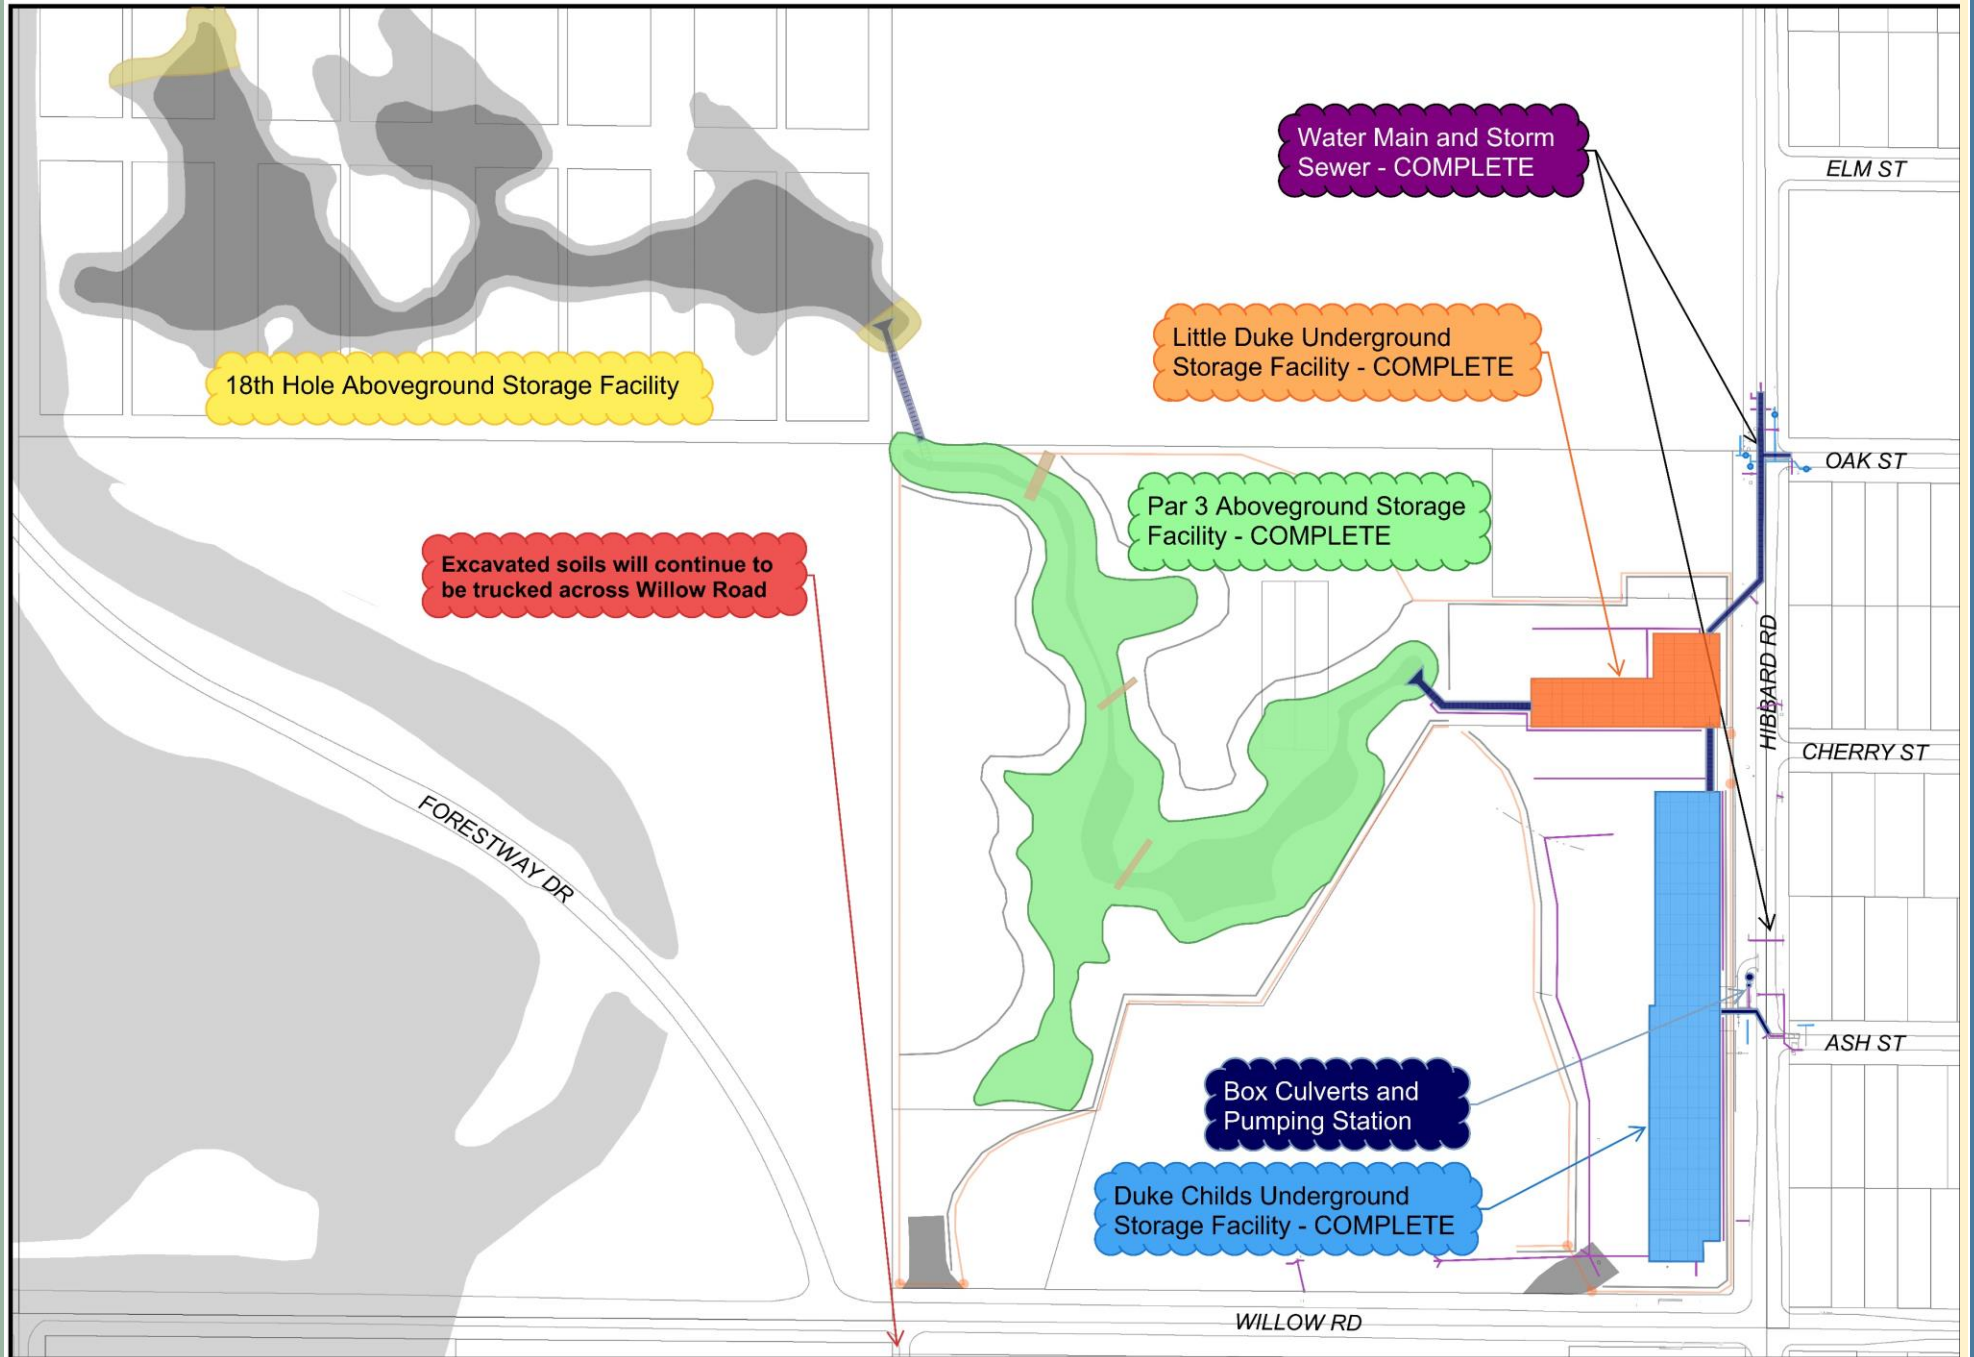 Water Main and Storm
Sewer - COMPLETE
ELM ST
Little Duke Underground
Storage Facility - COMPLETE
18th Hole Aboveground Storage Facility
OAK ST
Par 3 Aboveground Storage
Facility - COMPLETE
Excavated soils will continue to
be trucked across Willow Road
HIBBARD RD
CHERRY ST
FORESTWAY DR
ASH ST
Box Culverts and
Pumping Station
Duke Childs Underground
Storage Facility - COMPLETE
WILLOW RD